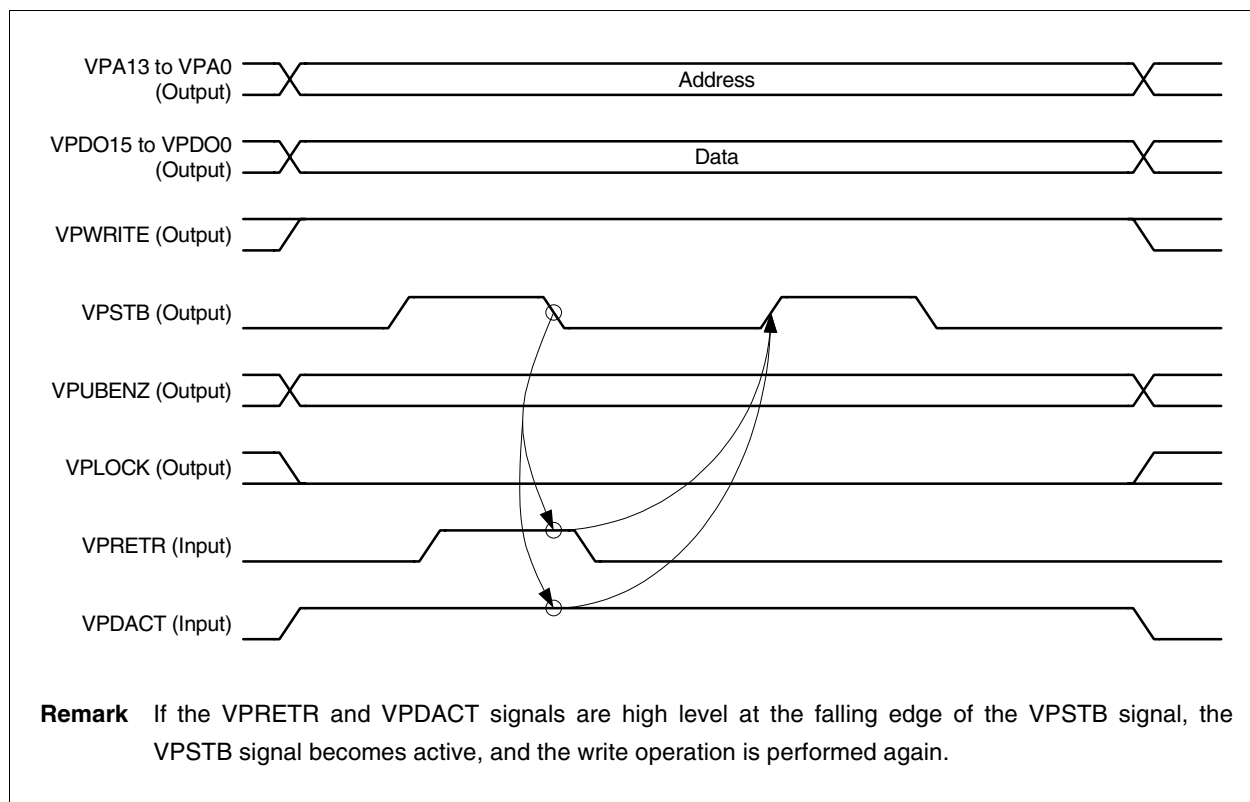 VPA13 to VPA0
(Output)
Address
VPDO15 to VPDO0
(Output)
Data
VPWRITE (Output)
VPSTB (Output)
VPUBENZ (Output)
VPLOCK (Output)
VPRETR (Input)
VPDACT (Input)
Remark If the VPRETR and VPDACT signals are high level at the falling edge of the VPSTB signal, the
VPSTB signal becomes active, and the write operation is performed again.